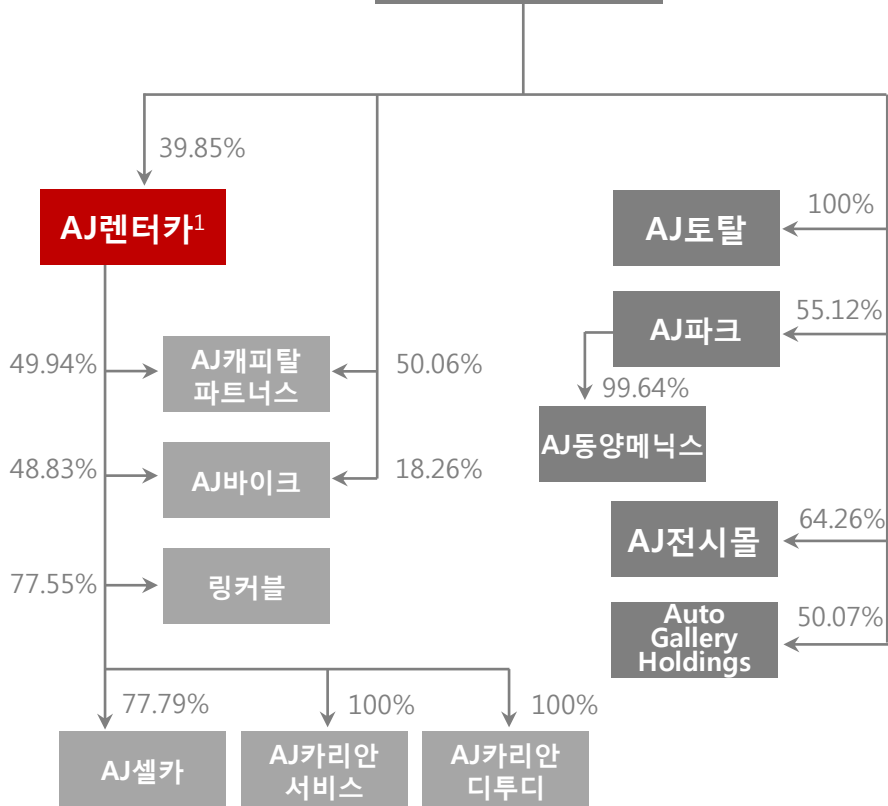 39.85%
AJ렌터카1
100%
AJ토탈
55.12%
AJ파크
49.94%
AJ캐피탈
파트너스
50.06%
99.64%
AJ동양메닉스
48.83%
AJ바이크
18.26%
64.26%
AJ전시몰
77.55%
링커블
50.07%
Auto
Gallery
Holdings
77.79%
100%
100%
AJ셀카
AJ카리안
서비스
AJ카리안
디투디